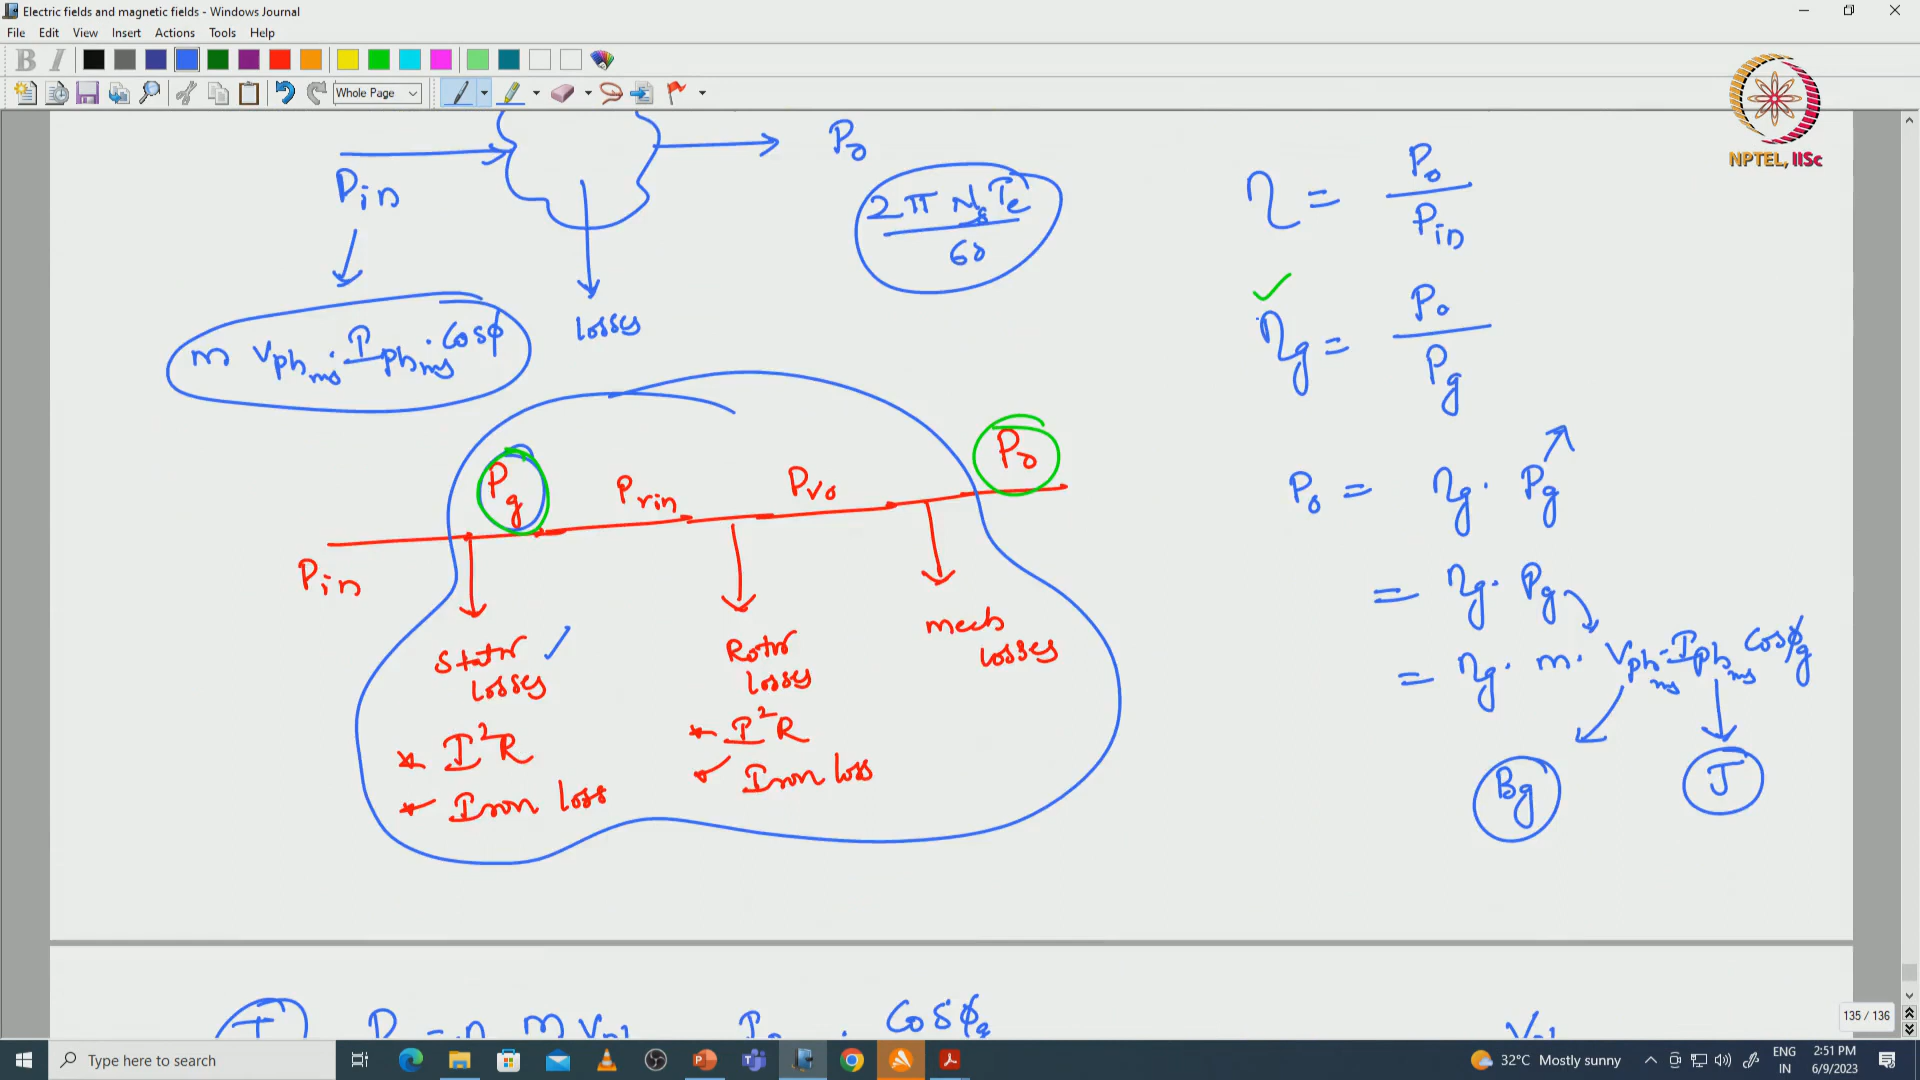 Electric fields and magnetic fields - Windows Journal
File Edit View Insert Actions Tools Help
B I
Whole Page
NPTEL, IISc
Pin
Po
losses
m Vph rms · Iph rms · Cosϕ
2π Ns Te / 60
η = Po / Pin
ηg = Po / Pg
Po = ηg · Pg
= ηg · Pg
= ηg · m · Vph rms · Iph rms Cosϕg
Bg J
Pin Pg Prin Pro Po
Stator losses
* I²R
* Iron loss
Rotor losses
* I²R
Iron loss
mech losses
Cosϕg
135 / 136
Type here to search
32°C Mostly sunny
ENG
IN
2:51 PM
6/9/2023